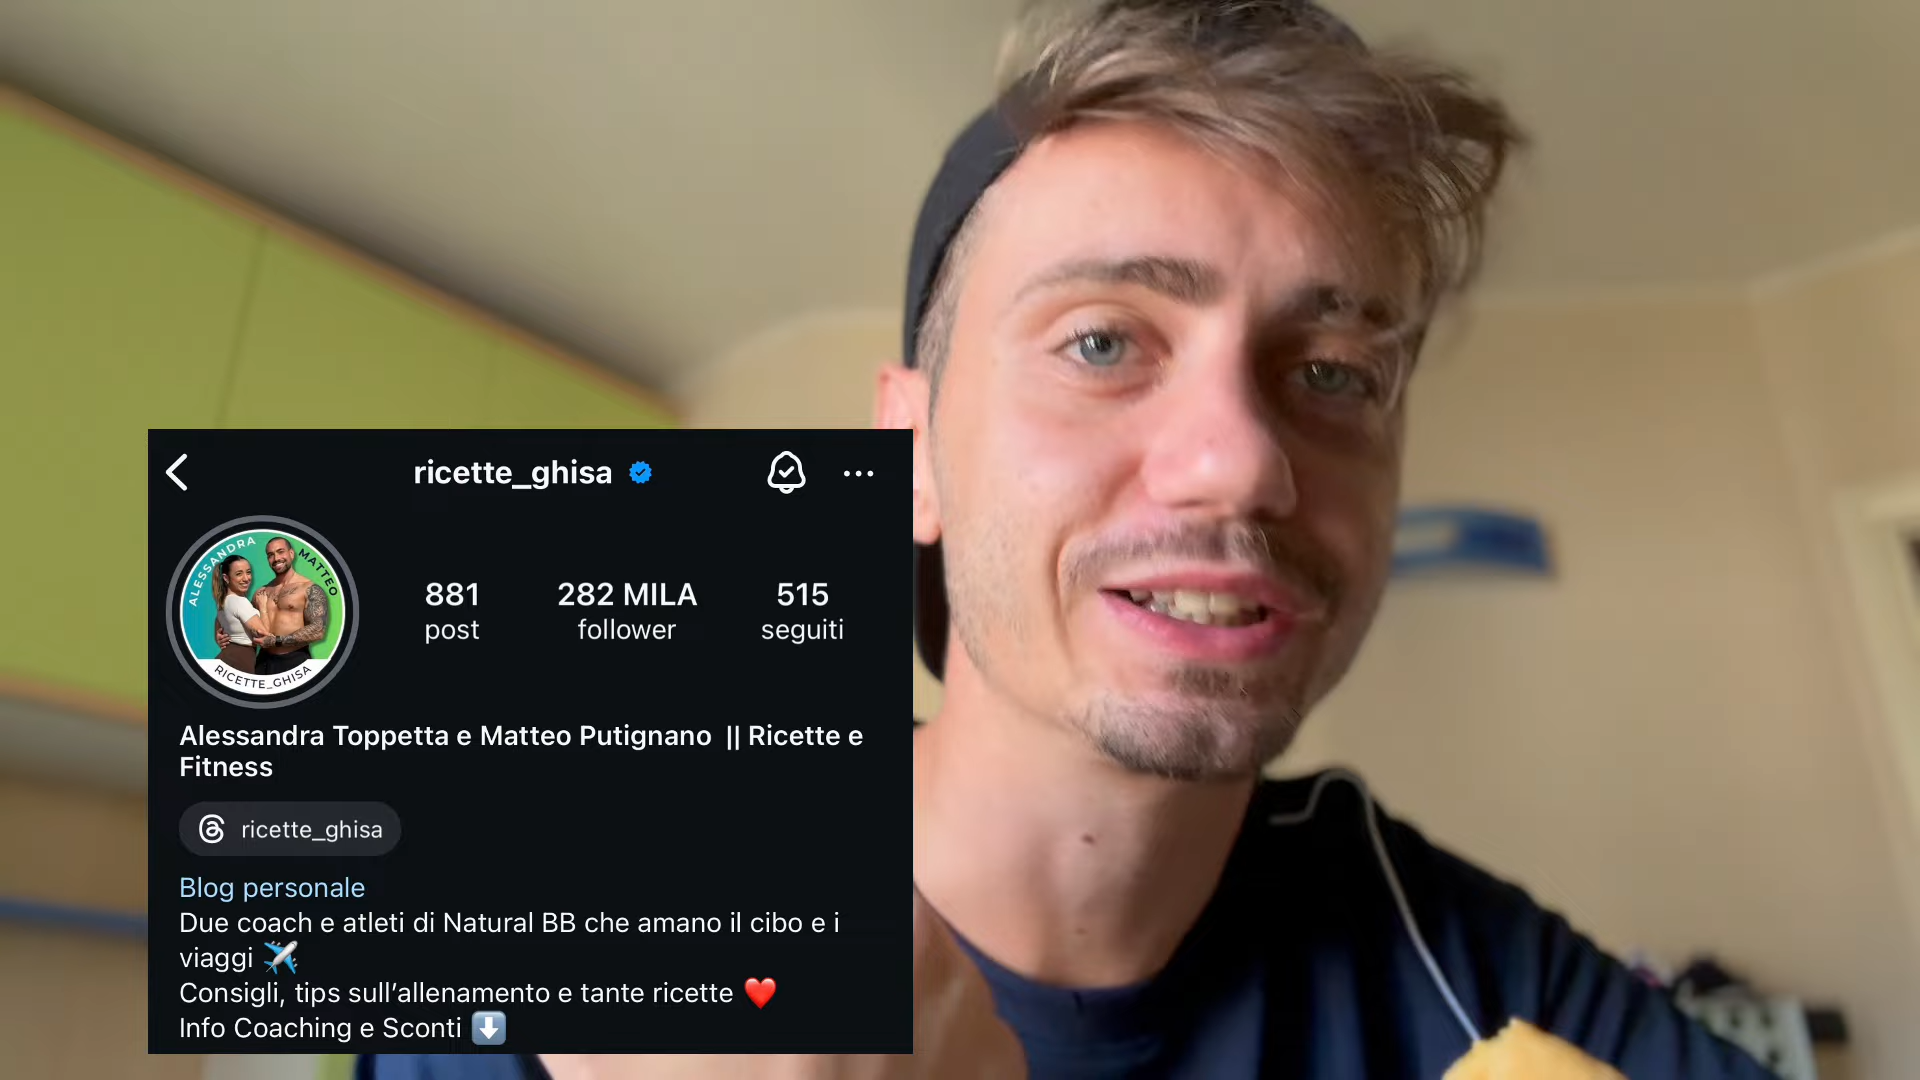 ricette_ghisa
ALESSANDRA
MATTEO
RICETTE_GHISA
881
post
282 MILA
follower
515
seguiti
Alessandra Toppetta e Matteo Putignano || Ricette e
Fitness
ricette_ghisa
Blog personale
Due coach e atleti di Natural BB che amano il cibo e i
viaggi ✈️
Consigli, tips sull’allenamento e tante ricette ❤️
Info Coaching e Sconti ⬇️